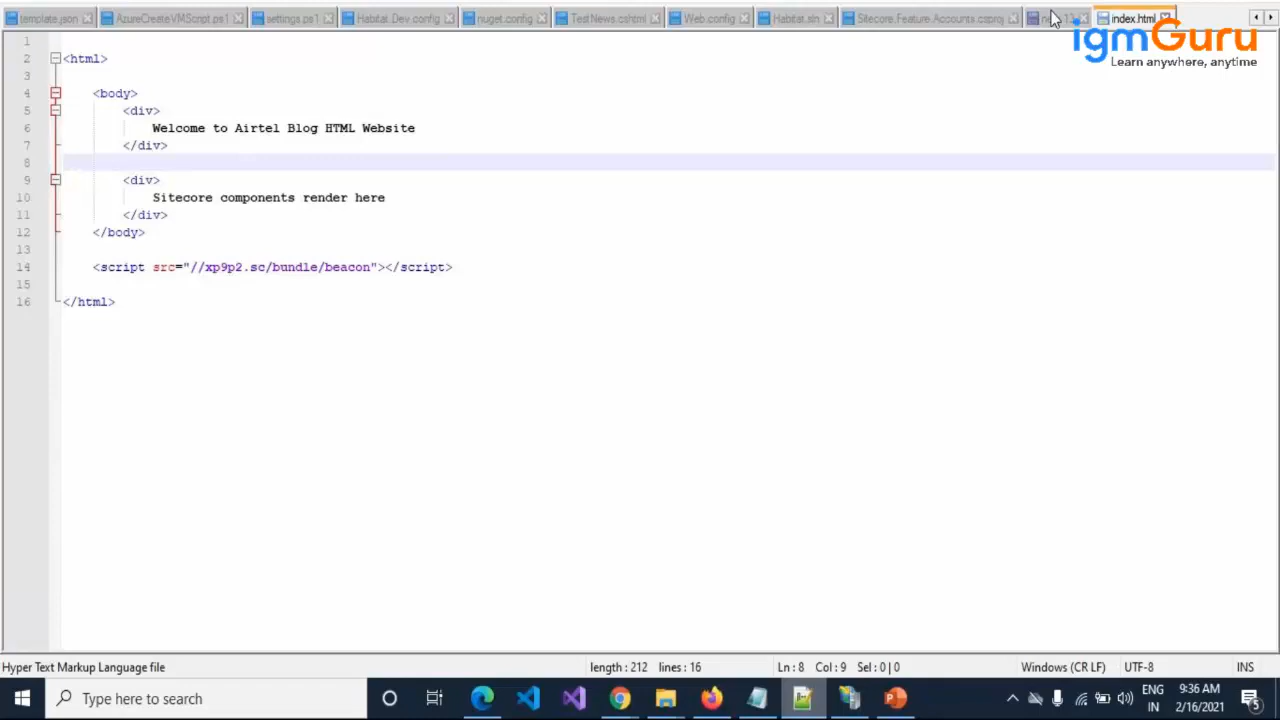 template.json AzureCreateVMScript.ps1 settings.ps1 Habitat.Dev.config nuget.config TestNews.cshtml Web.config Habitat.sln Sitecore.Feature.Accounts.csproj index.html
igmGuru
Learn anywhere, anytime
1
2 <html>
3
4 <body>
5 <div>
6 Welcome to Airtel Blog HTML Website
7 </div>
8
9 <div>
10 Sitecore components render here
11 </div>
12 </body>
13
14 <script src="//xp9p2.sc/bundle/beacon"></script>
15
16 </html>
Hyper Text Markup Language file length : 212 lines : 16 Ln : 8 Col : 9 Sel : 0 | 0 Windows (CR LF) UTF-8 INS
Type here to search
ENG
IN
9:36 AM
2/16/2021
5